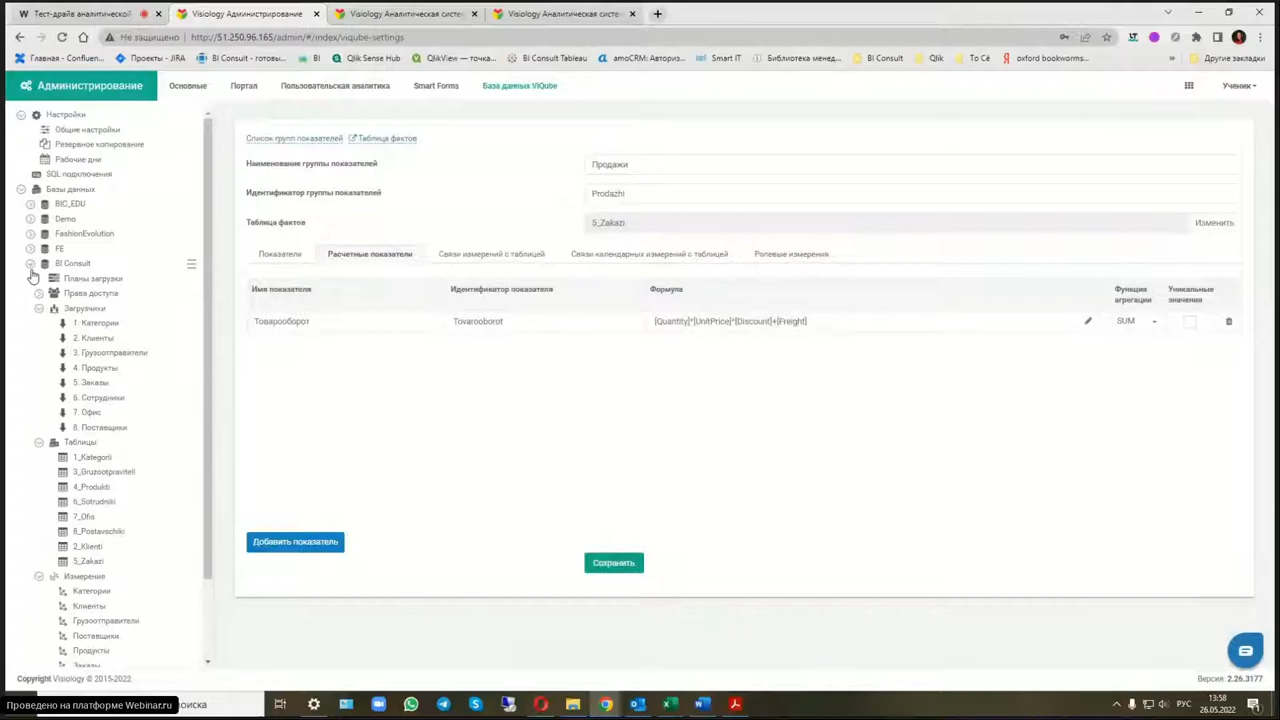 Тест-драйв аналитической
Visiology Администрирование
Visiology Аналитическая систе
Visiology Аналитическая систе
Не защищено
http://51.250.96.165/admin/#/index/viqube-settings
Главная - Confluen...
Проекты - JIRA
BI Consult - готовы...
BI
Qlik Sense Hub
QlikView — точка...
BI Consult Tableau
amoCRM: Авториз...
Smart IT
Библиотека менед...
BI Consult
Qlik
То Сё
oxford bookworms...
»
Другие закладки
Администрирование
Основные
Портал
Пользовательская аналитика
Smart Forms
База данных ViQube
Ученик
Настройки
Общие настройки
Резервное копирование
Рабочие дни
SQL подключения
Базы данных
BIC_EDU
Demo
FashionEvolution
FE
BI Consult
Планы загрузки
Права доступа
Загрузчики
1. Категории
2. Клиенты
3. Грузоотправители
4. Продукты
5. Заказы
6. Сотрудники
7. Офис
8. Поставщики
Таблицы
1_Kategorii
3_Gruzootpraviteli
4_Produkti
6_Sotrudniki
7_Ofis
8_Postavschiki
2_Klienti
5_Zakazi
Измерения
Категории
Клиенты
Грузоотправители
Поставщики
Продукты
Заказы
Список групп показателей
Таблица фактов
Наименование группы показателей
Продажи
Идентификатор группы показателей
Prodazhi
Таблица фактов
5_Zakazi
Изменить
Показатели
Расчетные показатели
Связи измерений с таблицей
Связи календарных измерений с таблицей
Ролевые измерения
Имя показателя
Идентификатор показателя
Формула
Функция
агрегации
Уникальные
значения
Товарооборот
Tovarooborot
[Quantity]*[UnitPrice]*[Discount]+[Freight]
SUM
Добавить показатель
Сохранить
Copyright Visiology © 2015-2022
Версия: 2.26.3177
Проведено на платформе Webinar.ru
поиска
РУС
13:58
26.05.2022